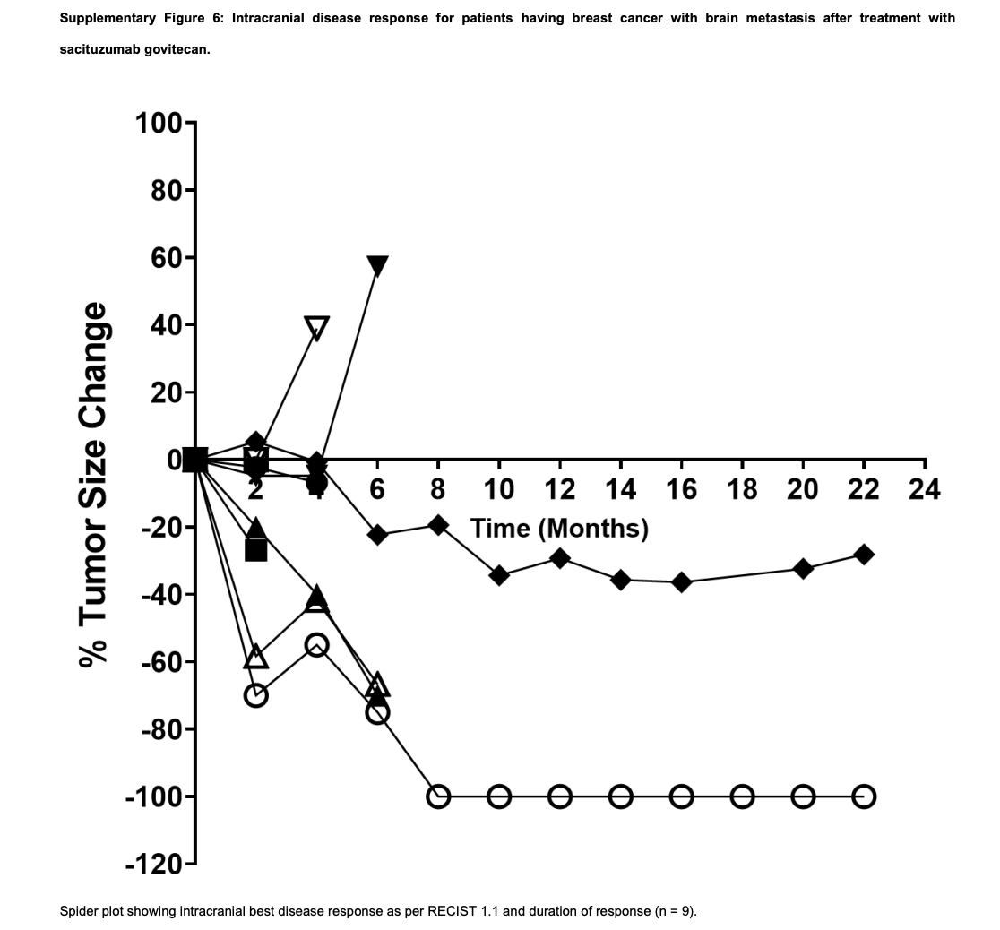 Supplementary Figure 6: Intracranial disease response for patients having breast cancer with brain metastasis after treatment with
sacituzumab govitecan.
100
80
60
40
20
0
-20
-40
-60
-80
-100
-120
% Tumor Size Change
2 4 6 8 10 12 14 16 18 20 22 24
Time (Months)
Spider plot showing intracranial best disease response as per RECIST 1.1 and duration of response (n = 9).